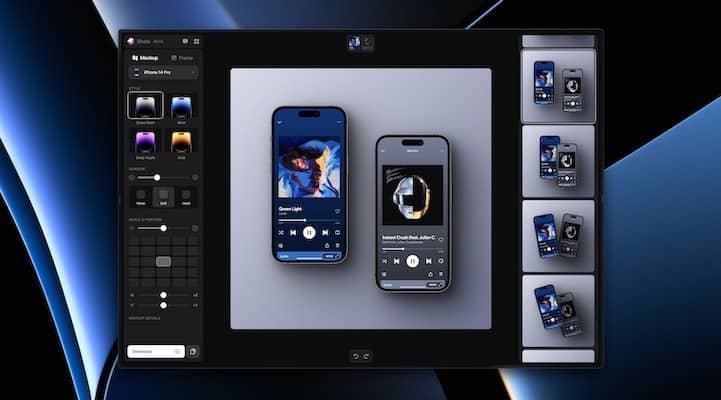 Shots BETA
Mockup Frame
iPhone 14 Pro
STYLE
Space Black Silver
Deep Purple Gold
SHADOW
None Soft Hard
SCALE & POSITION
MOCKUP DETAILS
Download
Green Light
Lorde
Instant Crush (feat. Julian C